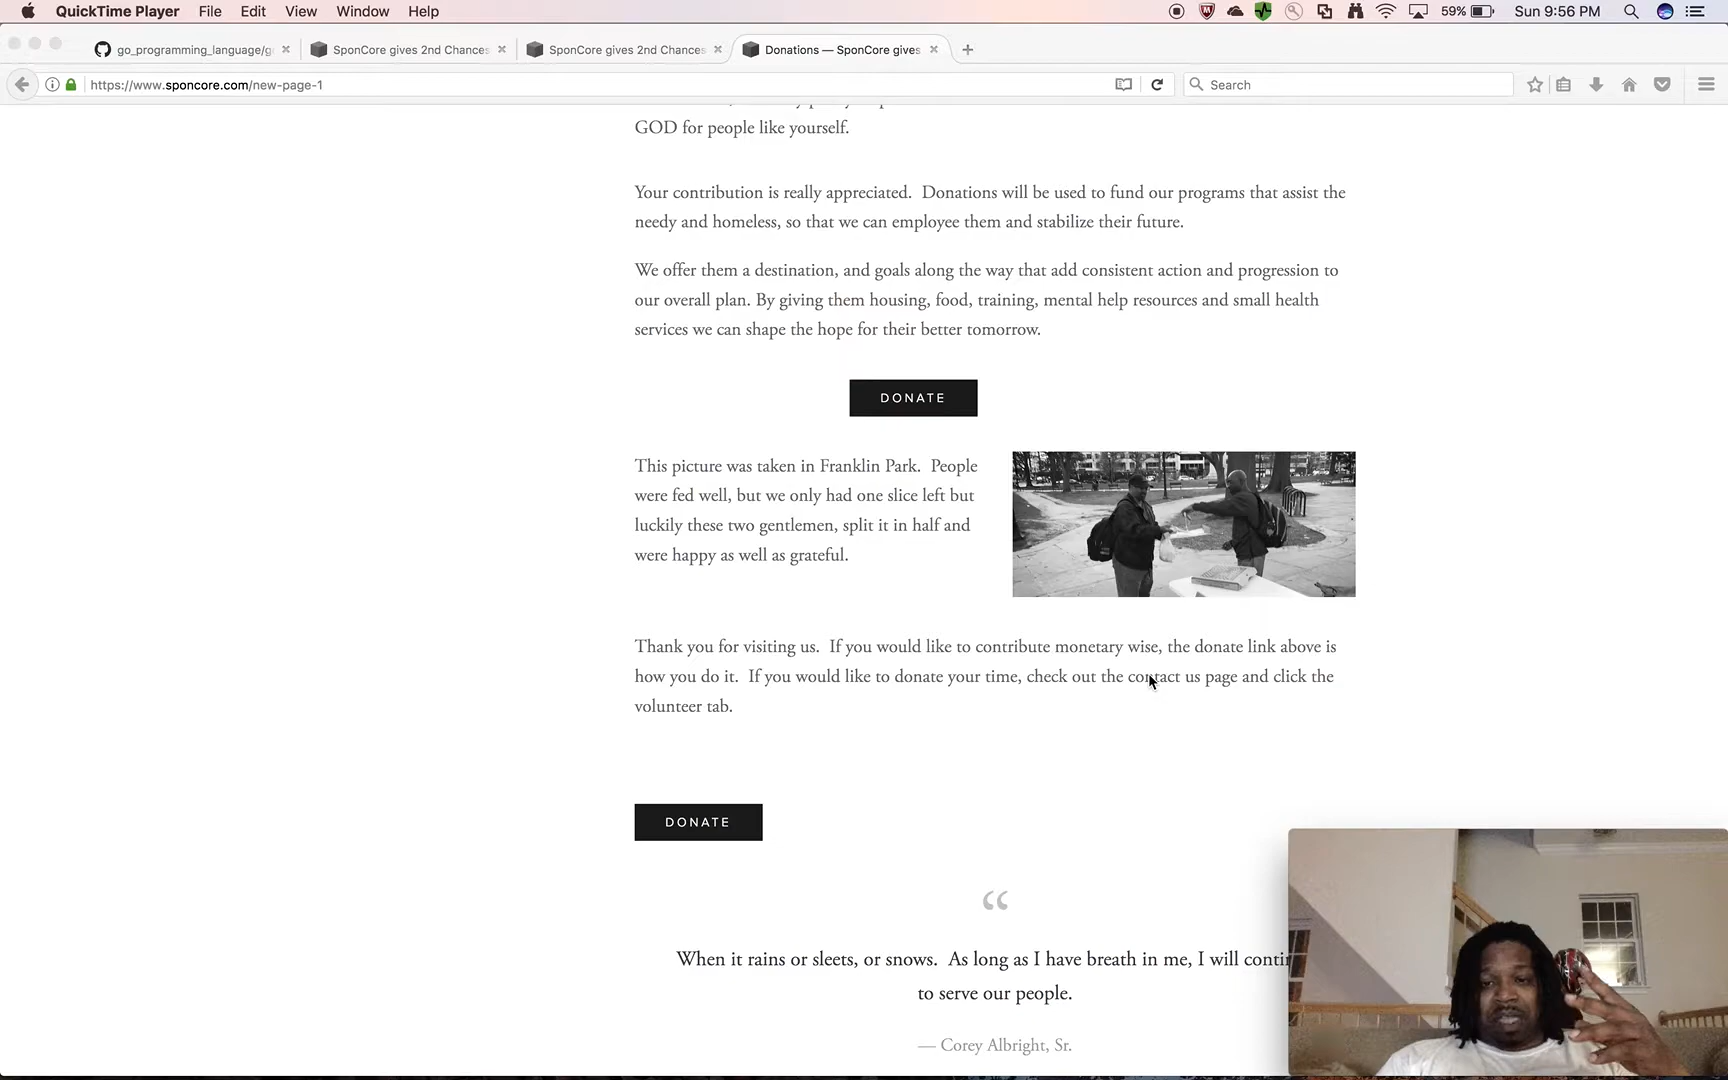 QuickTime Player File Edit View Window Help 59% Sun 9:56 PM
go_programming_language/g
SponCore gives 2nd Chances
SponCore gives 2nd Chances
Donations — SponCore gives
https://www.sponcore.com/new-page-1
Search
GOD for people like yourself.
Your contribution is really appreciated. Donations will be used to fund our programs that assist the
needy and homeless, so that we can employee them and stabilize their future.
We offer them a destination, and goals along the way that add consistent action and progression to
our overall plan. By giving them housing, food, training, mental help resources and small health
services we can shape the hope for their better tomorrow.
DONATE
This picture was taken in Franklin Park. People
were fed well, but we only had one slice left but
luckily these two gentlemen, split it in half and
were happy as well as grateful.
Thank you for visiting us. If you would like to contribute monetary wise, the donate link above is
how you do it. If you would like to donate your time, check out the contact us page and click the
volunteer tab.
DONATE
“
When it rains or sleets, or snows. As long as I have breath in me, I will contin
to serve our people.
— Corey Albright, Sr.